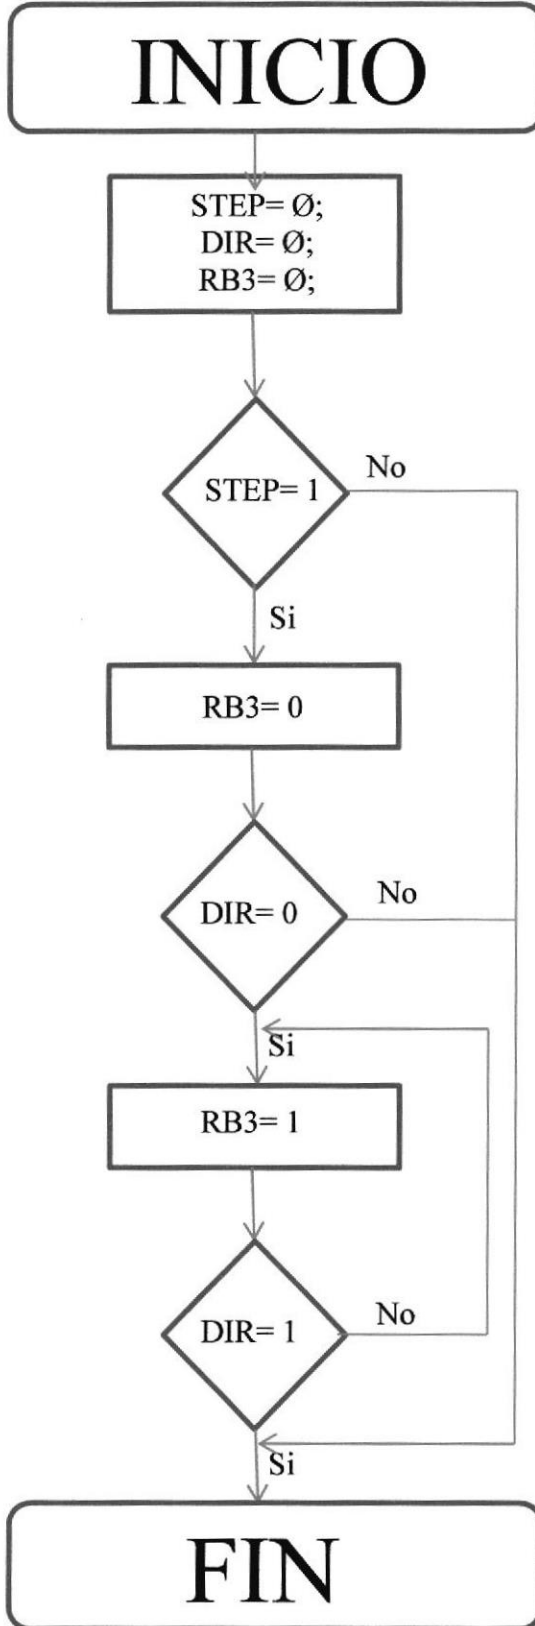 INICIO
STEP= Ø;
DIR= Ø;
RB3= Ø;
STEP= 1
No
Si
RB3= 0
DIR= 0
No
Si
RB3= 1
DIR= 1
No
Si
FIN